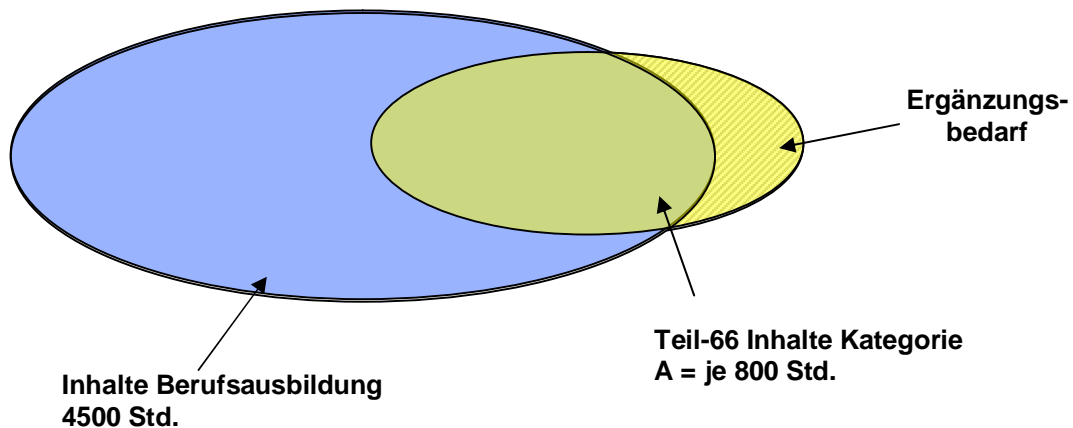 Ergänzungs-
bedarf
Teil-66 Inhalte Kategorie
A = je 800 Std.
Inhalte Berufsausbildung
4500 Std.